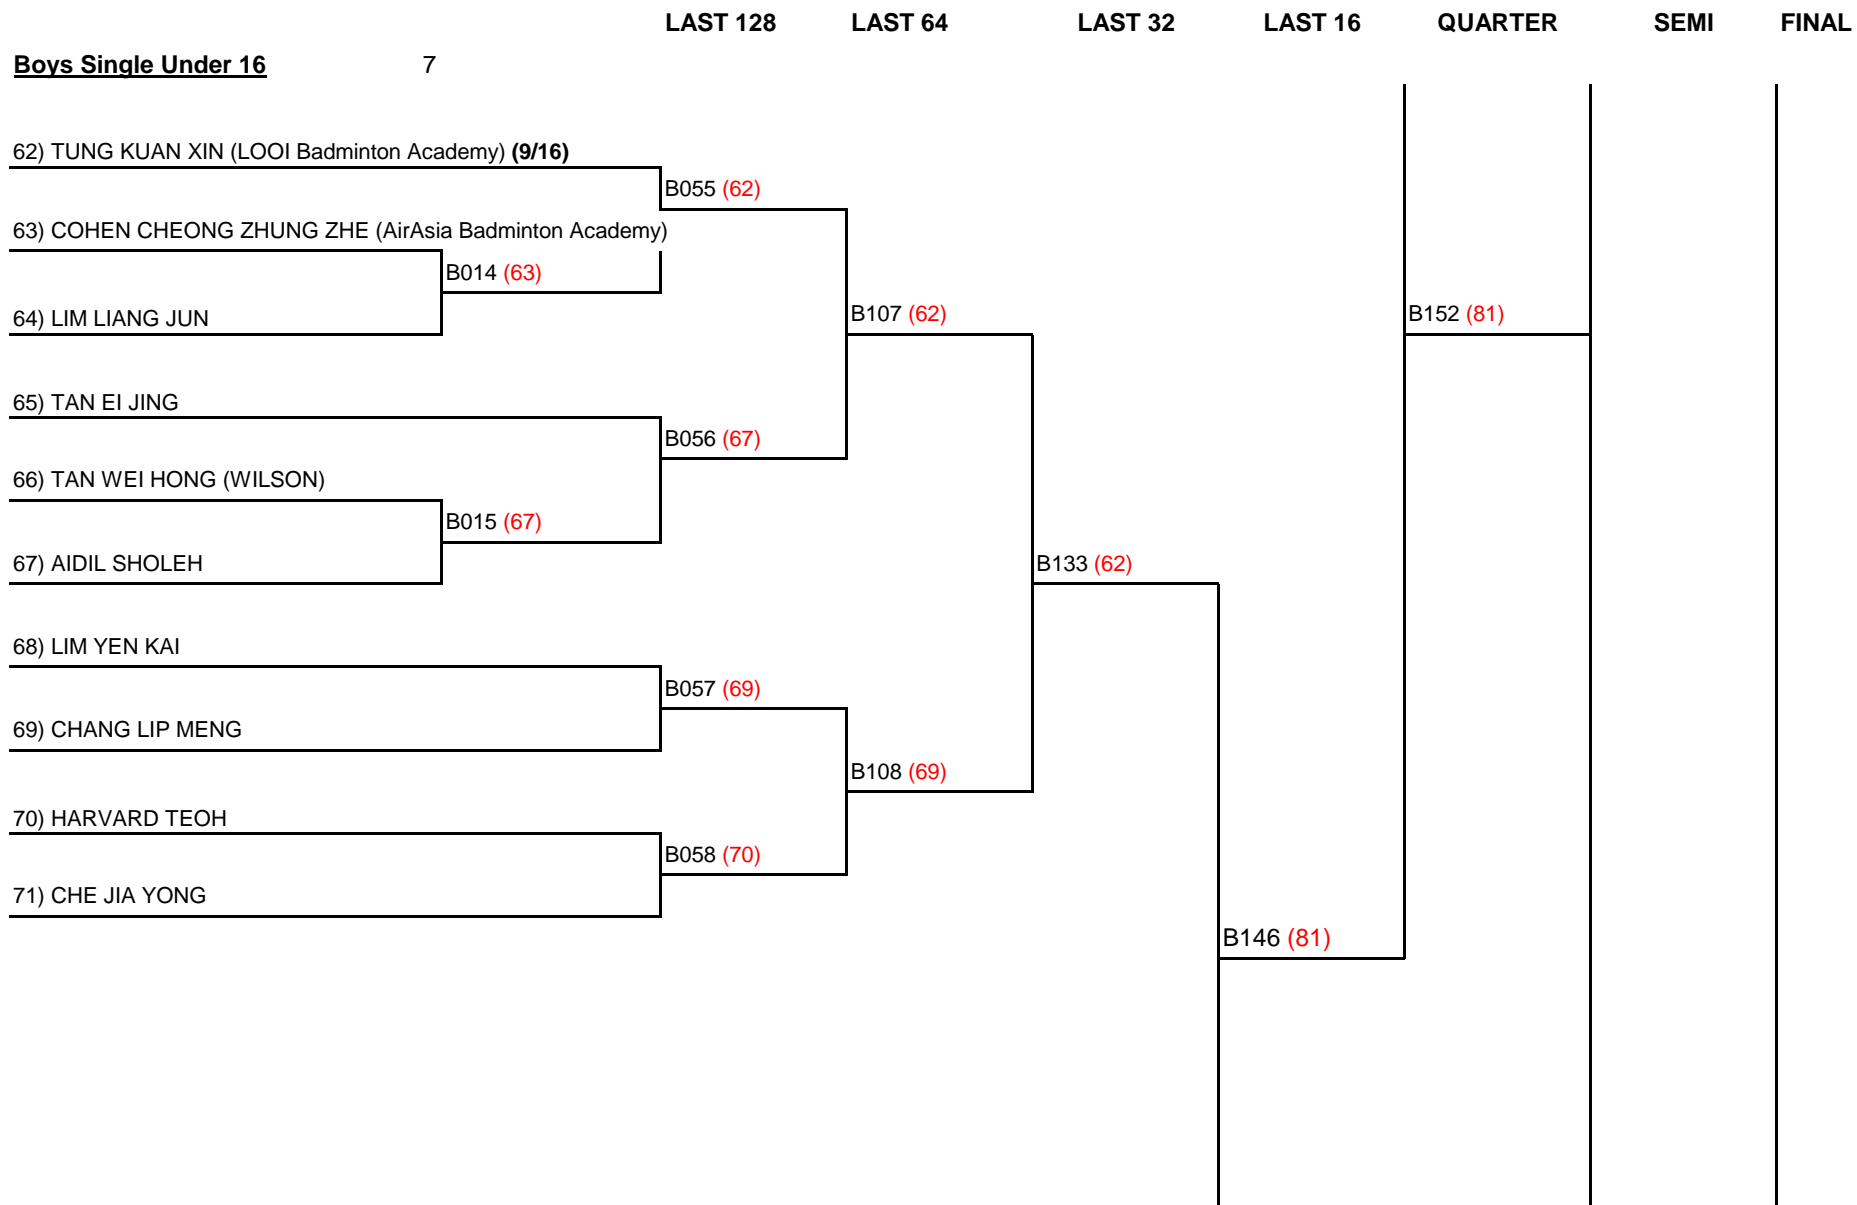 LAST 128 LAST 64 LAST 32 LAST 16 QUARTER SEMI FINAL
Boys Single Under 16 7
62) TUNG KUAN XIN (LOOI Badminton Academy) (9/16)
B055 (62)
63) COHEN CHEONG ZHUNG ZHE (AirAsia Badminton Academy)
B014 (63)
64) LIM LIANG JUN
B107 (62)
B152 (81)
65) TAN EI JING
B056 (67)
66) TAN WEI HONG (WILSON)
B015 (67)
67) AIDIL SHOLEH
B133 (62)
68) LIM YEN KAI
B057 (69)
69) CHANG LIP MENG
B108 (69)
70) HARVARD TEOH
B058 (70)
71) CHE JIA YONG
B146 (81)